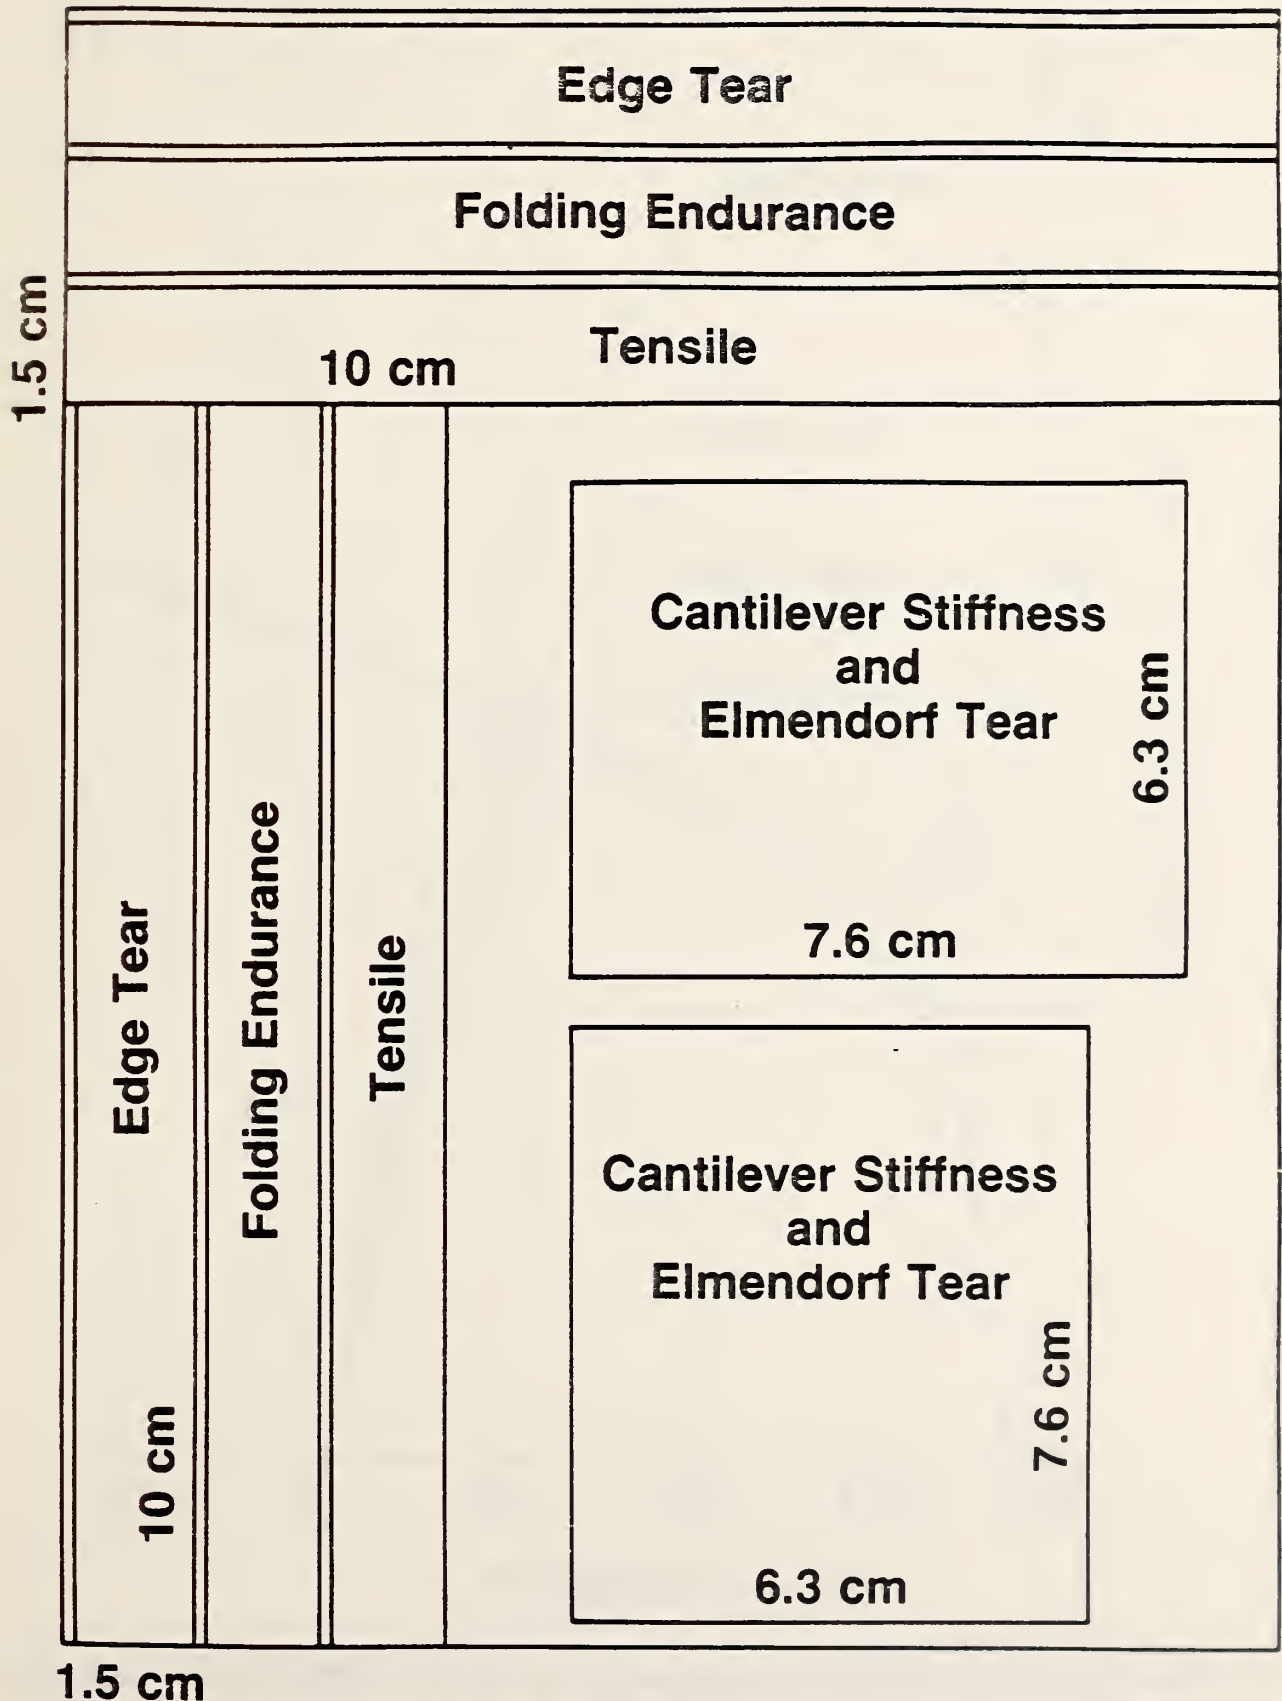 Edge Tear
Folding Endurance
1.5 cm
Tensile
10 cm
Cantilever Stiffness
and
Elmendorf Tear
6.3 cm
7.6 cm
Edge Tear
10 cm
Folding Endurance
Tensile
Cantilever Stiffness
and
Elmendorf Tear
7.6 cm
6.3 cm
1.5 cm